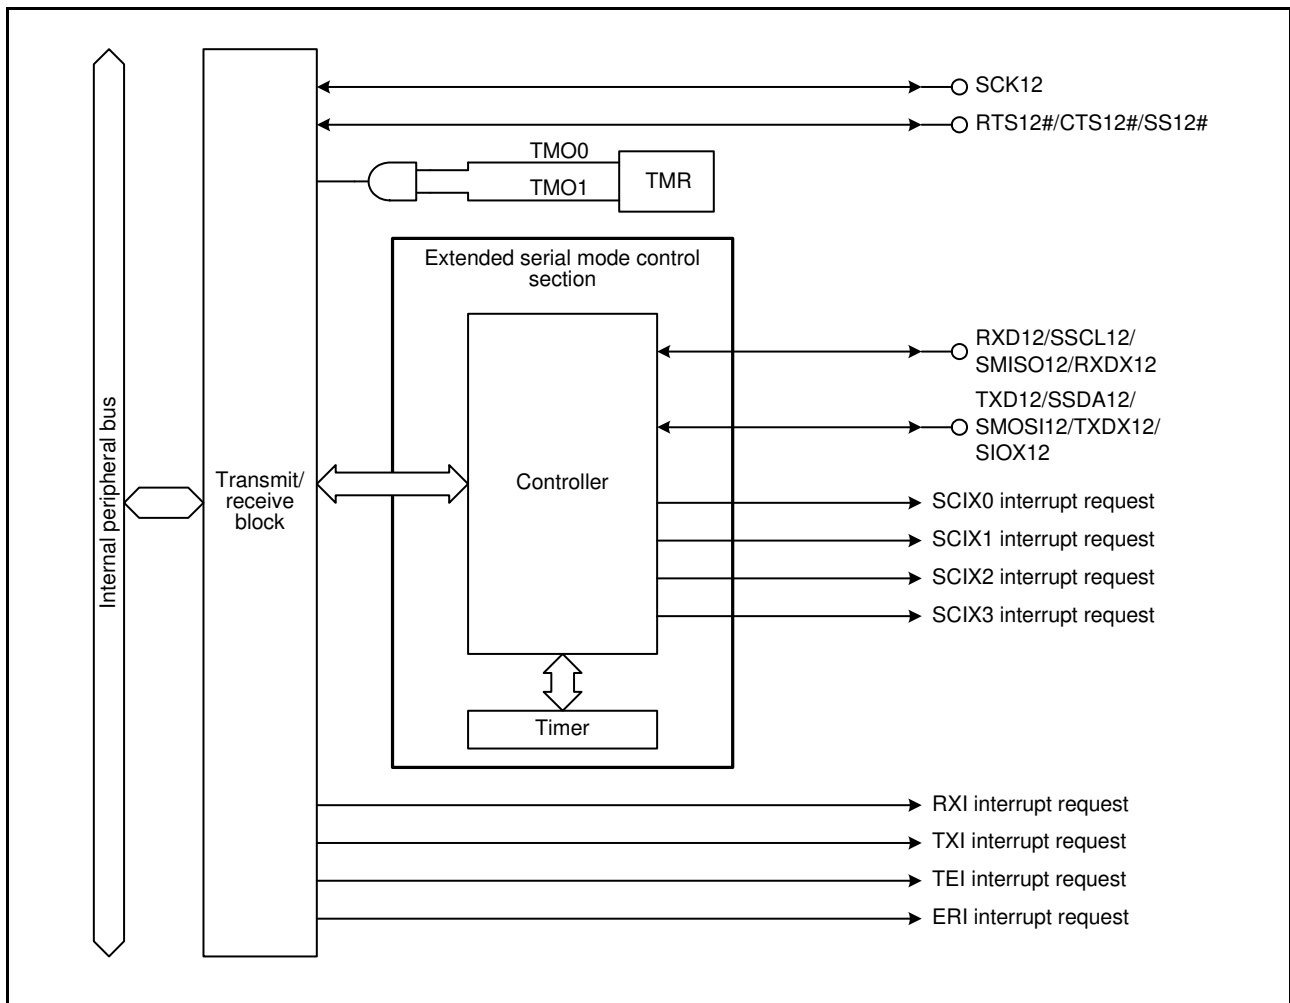 SCK12
RTS12#/CTS12#/SS12#
TMO0
TMO1
TMR
Extended serial mode control
section
RXD12/SSCL12/
SMISO12/RXDX12
TXD12/SSDA12/
SMOSI12/TXDX12/
SIOX12
Internal peripheral bus
Transmit/
receive
block
Controller
SCIX0 interrupt request
SCIX1 interrupt request
SCIX2 interrupt request
SCIX3 interrupt request
Timer
RXI interrupt request
TXI interrupt request
TEI interrupt request
ERI interrupt request